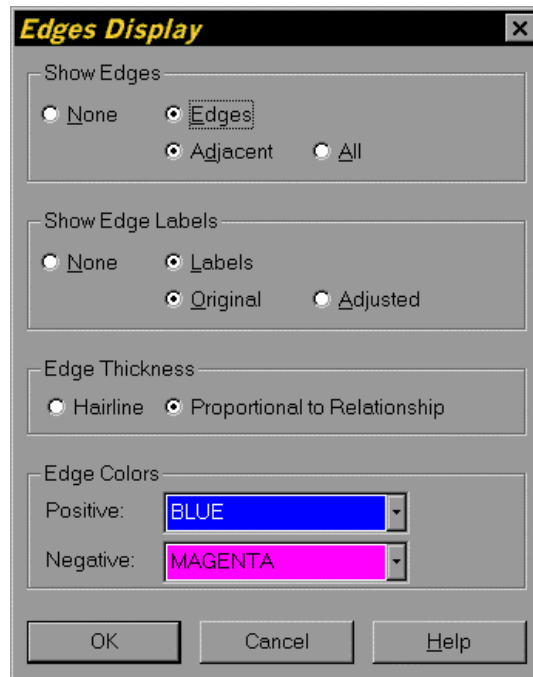 Edges Display
Show Edges
None Edges
Adjacent All
Show Edge Labels
None Labels
Original Adjusted
Edge Thickness
Hairline Proportional to Relationship
Edge Colors
Positive: BLUE
Negative: MAGENTA
OK Cancel Help